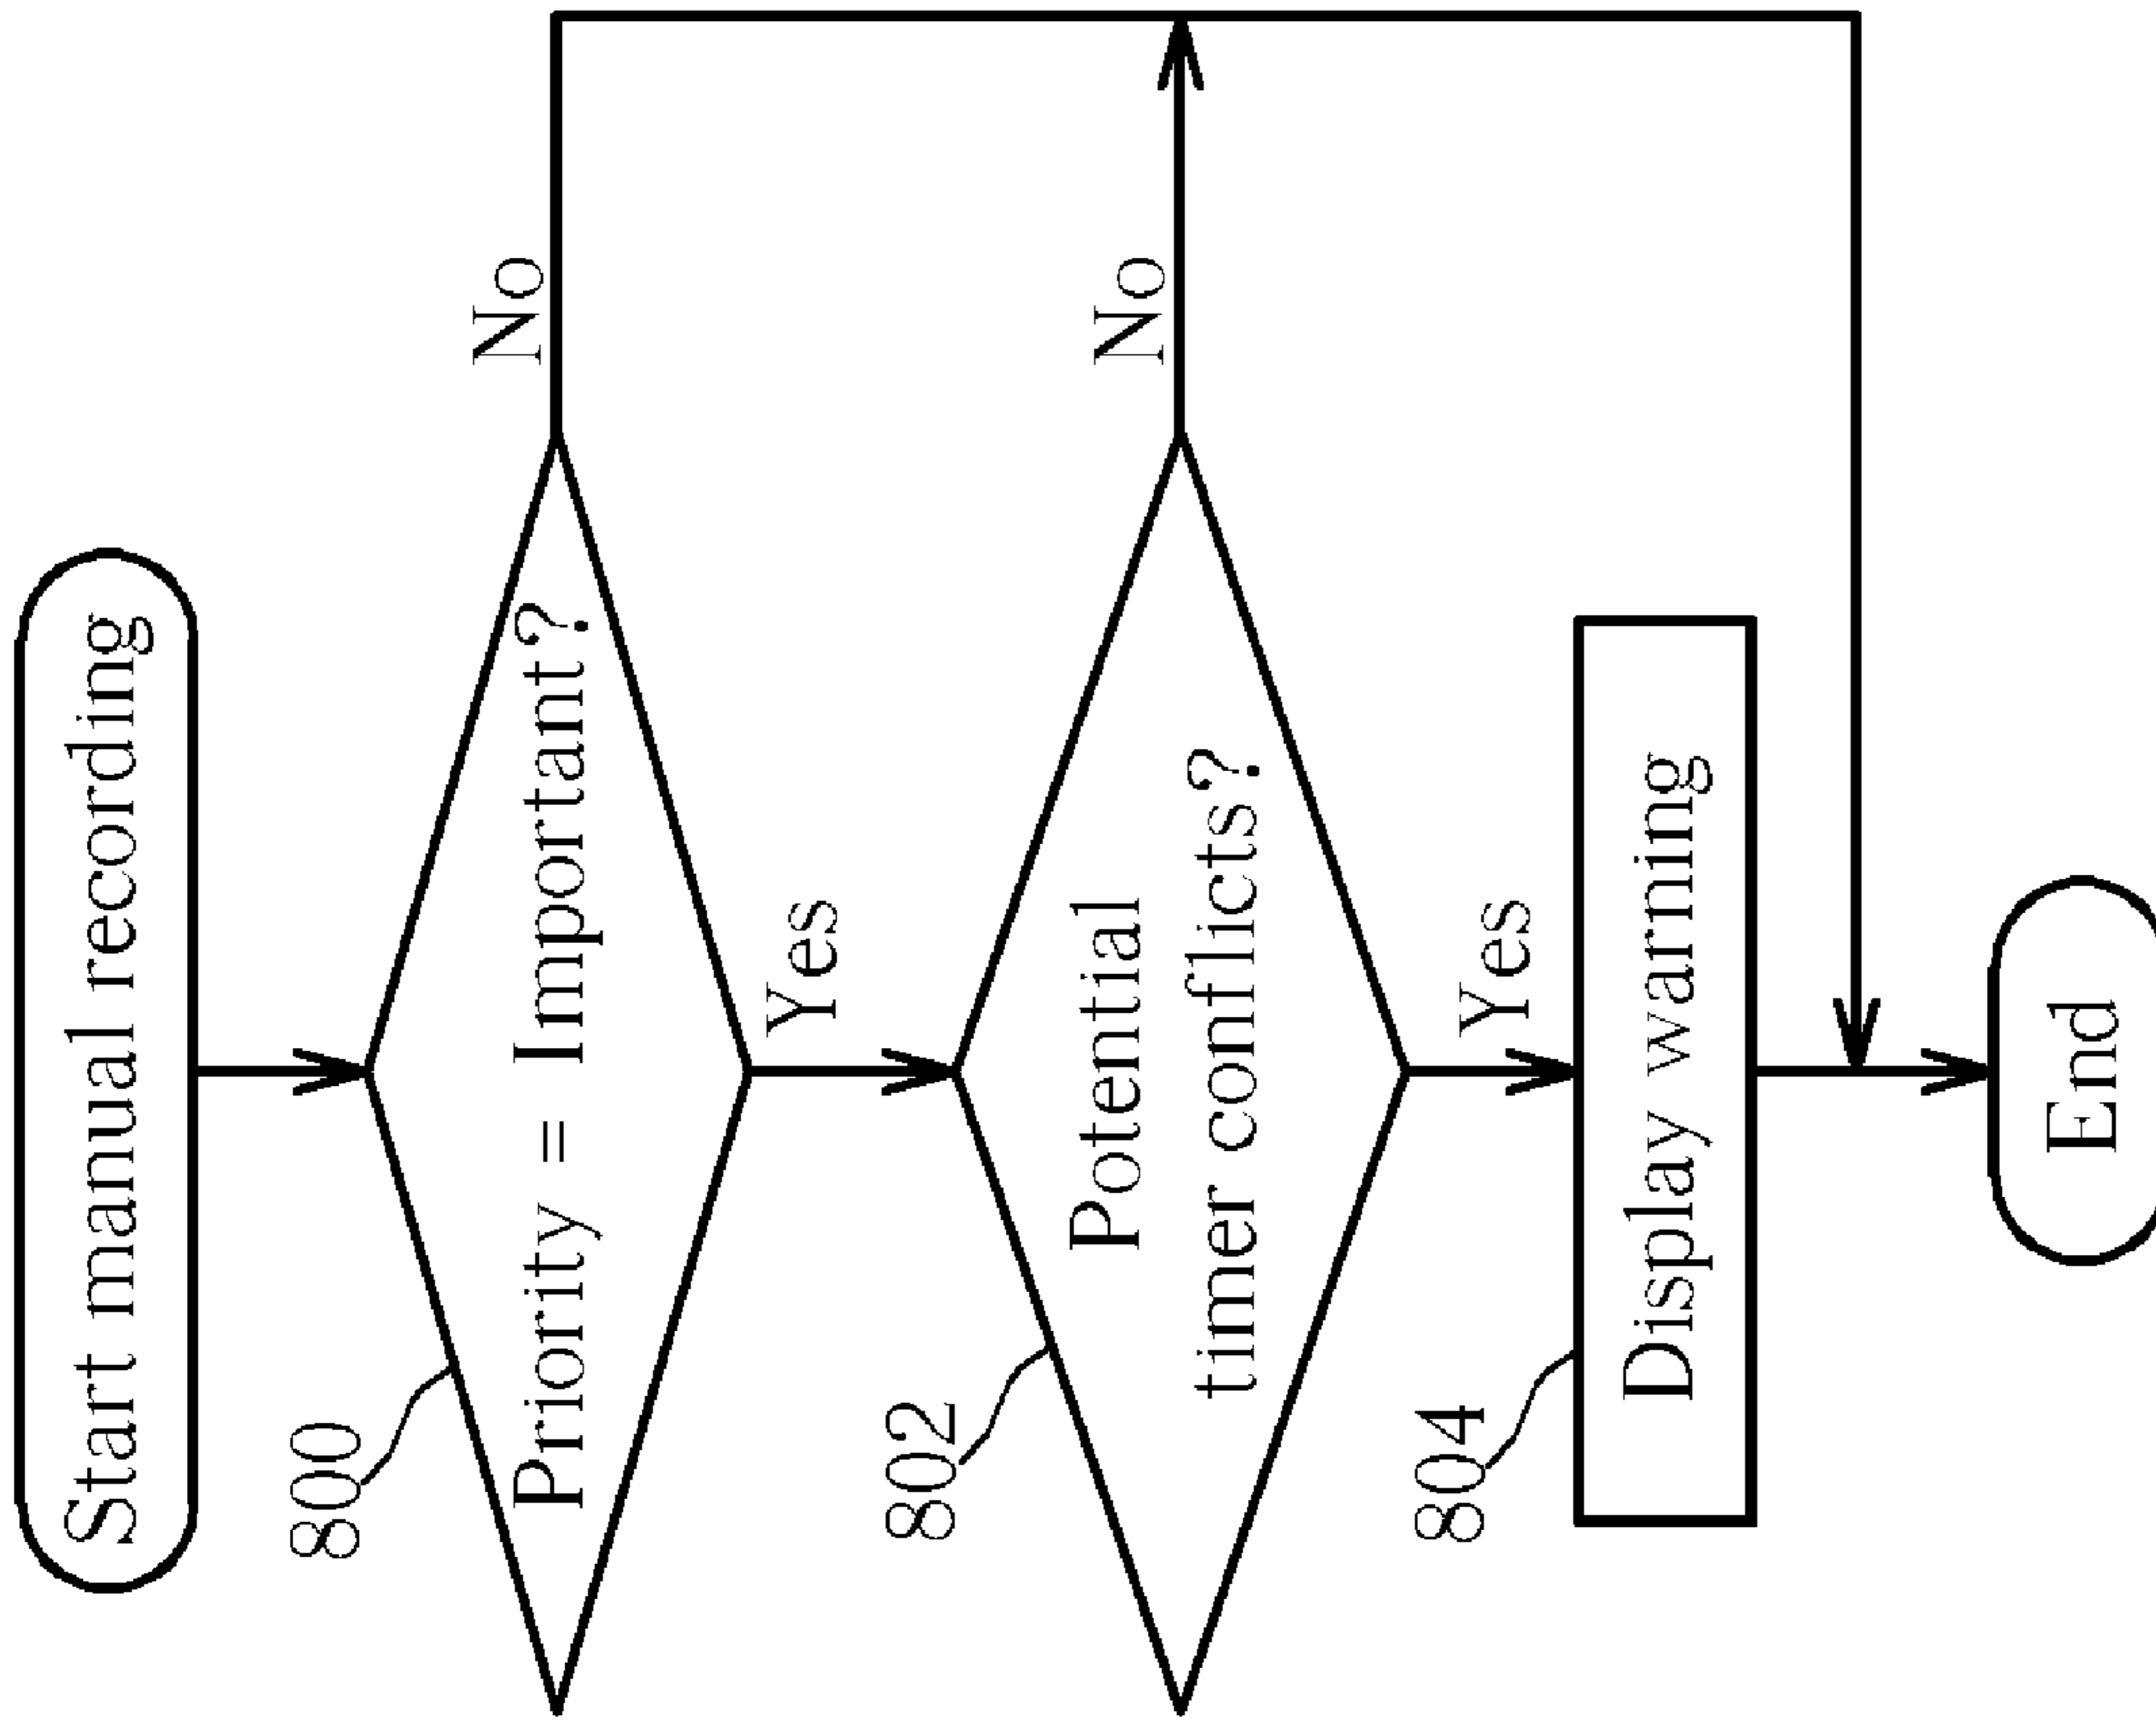 Start manual recording
800
Priority = Important?
No
Yes
802
Potential
timer conflicts?
No
Yes
804
Display warning
End